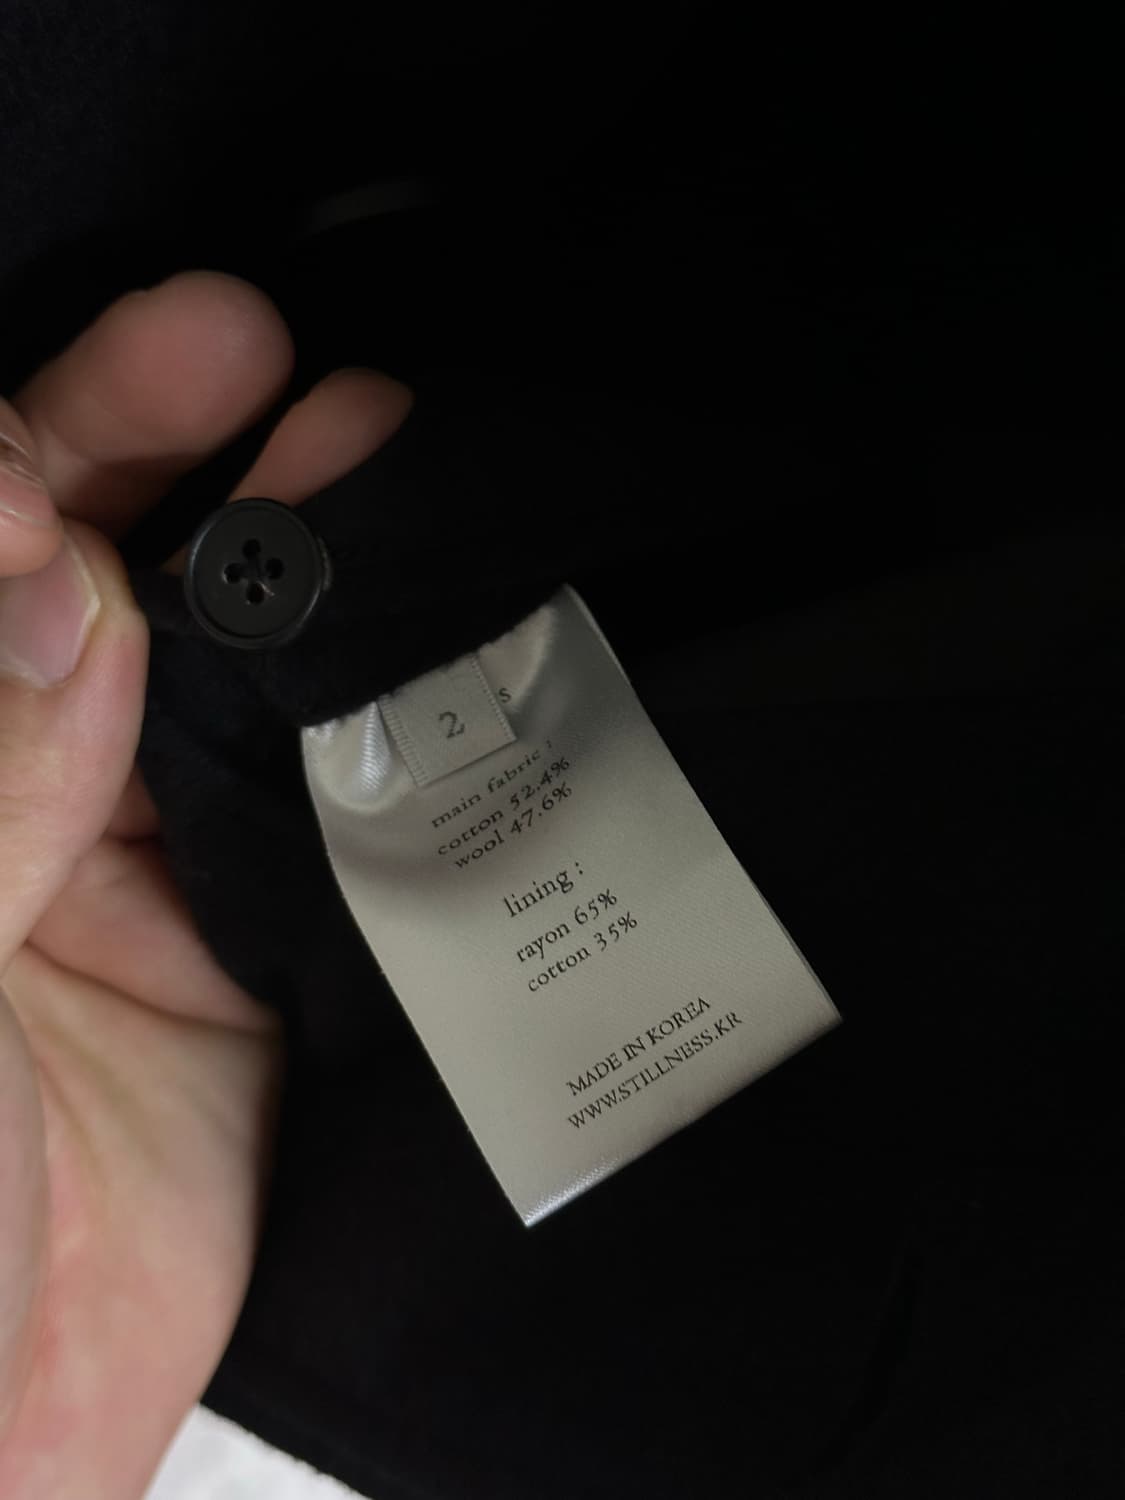 2
s
main fabric :
cotton 52.4%
wool 47.6%
lining :
rayon 65%
cotton 35%
MADE IN KOREA
WWW.STILLNESS.KR